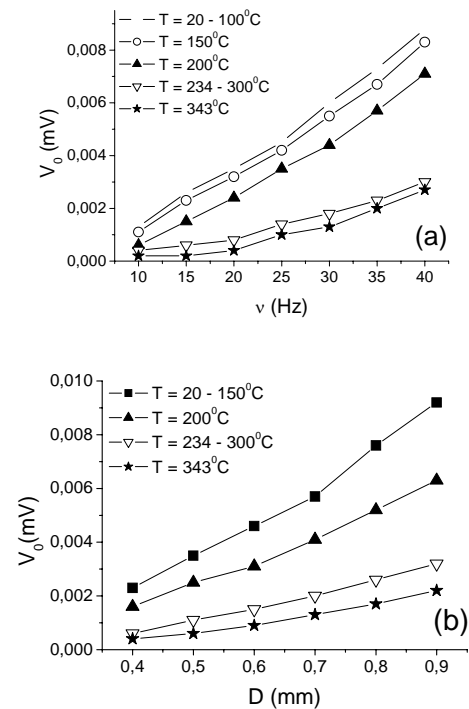 T = 20 - 100⁰C
T = 150⁰C
T = 200⁰C
T = 234 - 300⁰C
T = 343⁰C
0,008
0,006
0,004
0,002
0,000
V₀ (mV)
(a)
10 15 20 25 30 35 40
ν (Hz)
0,010
0,008
0,006
0,004
0,002
0,000
V₀(mV)
T = 20 - 150⁰C
T = 200⁰C
T = 234 - 300⁰C
T = 343⁰C
(b)
0,4 0,5 0,6 0,7 0,8 0,9
D (mm)